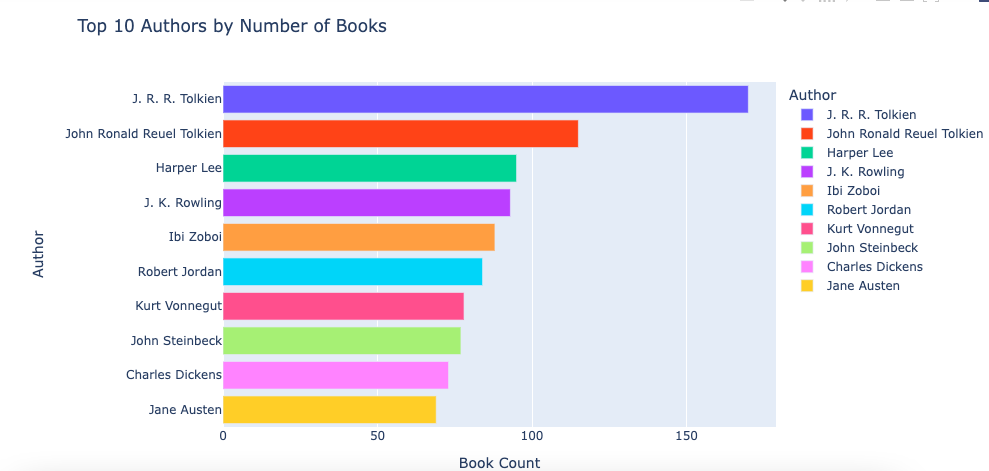 Top 10 Authors by Number of Books
Author
J. R. R. Tolkien
John Ronald Reuel Tolkien
Harper Lee
J. K. Rowling
Ibi Zoboi
Robert Jordan
Kurt Vonnegut
John Steinbeck
Charles Dickens
Jane Austen
0 50 100 150
Book Count
Author
J. R. R. Tolkien
John Ronald Reuel Tolkien
Harper Lee
J. K. Rowling
Ibi Zoboi
Robert Jordan
Kurt Vonnegut
John Steinbeck
Charles Dickens
Jane Austen